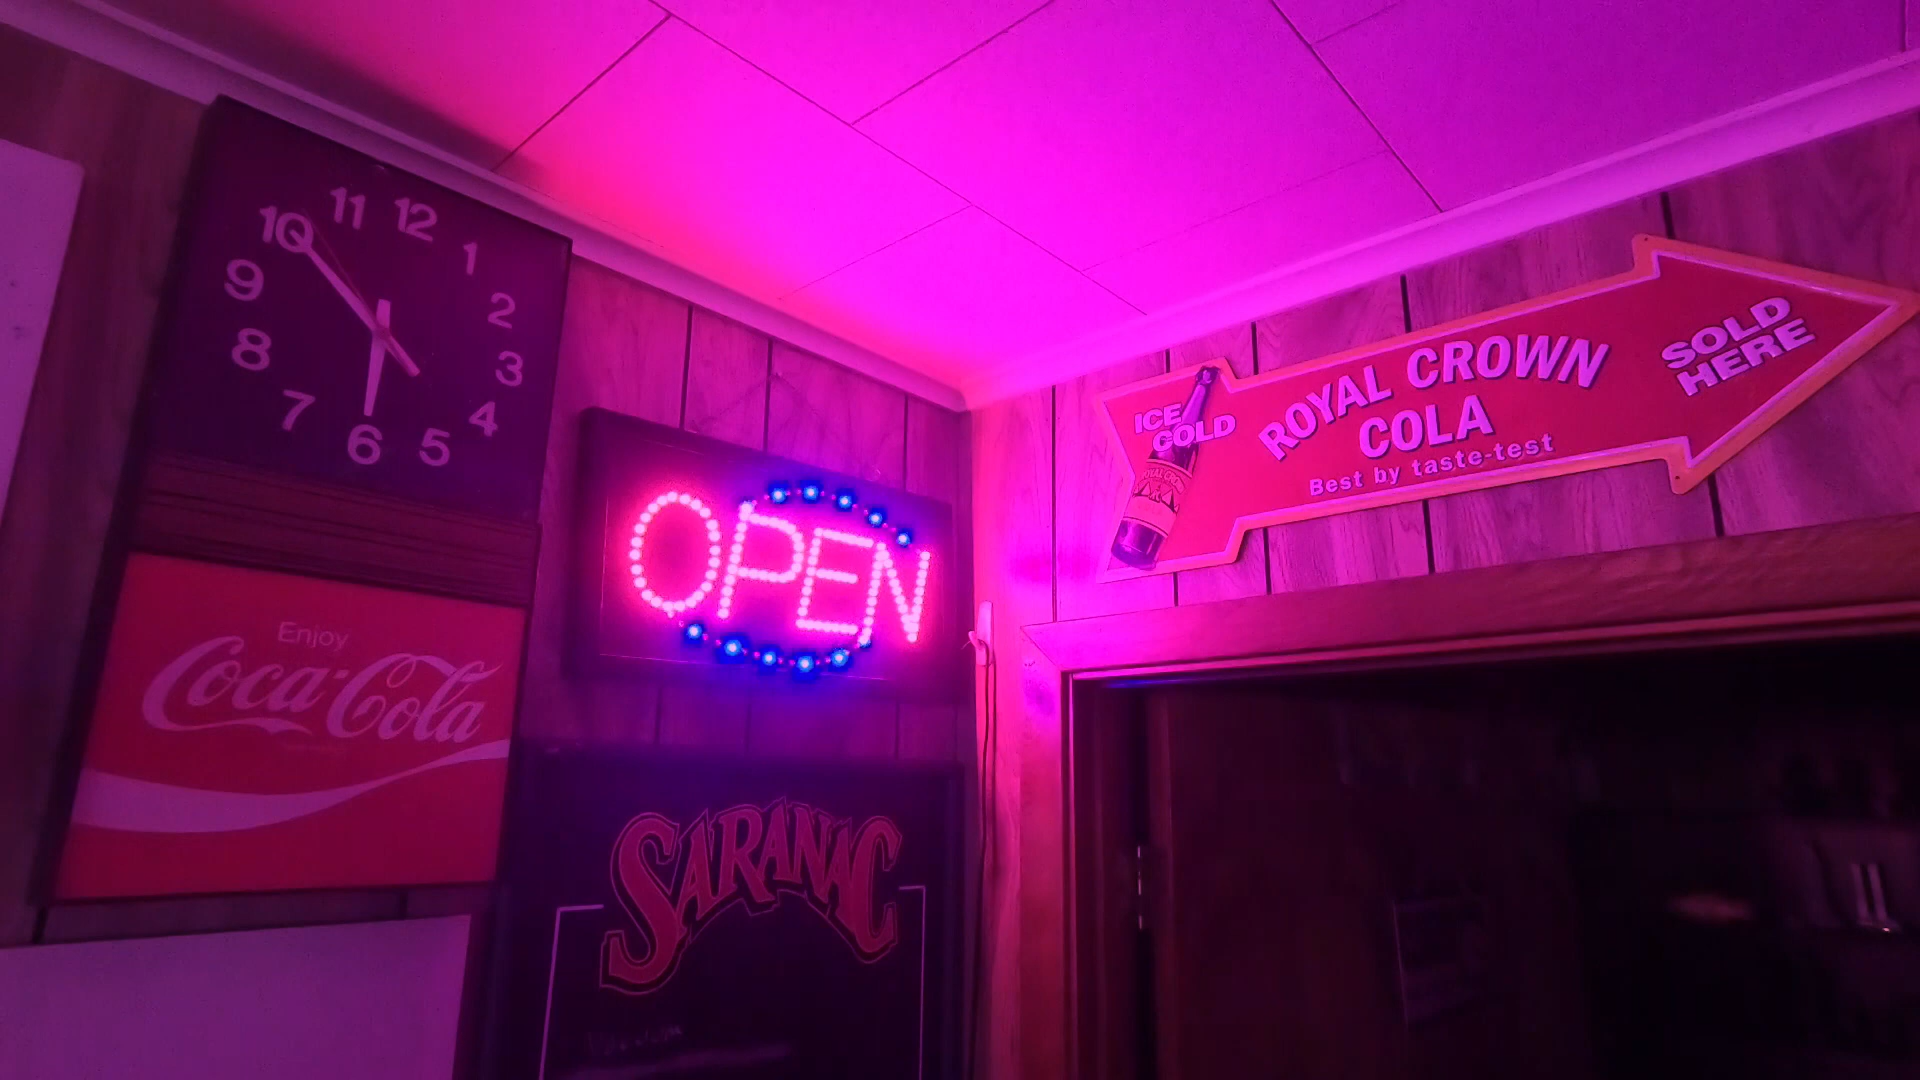 11 12 1
10 2
9 3
8 4
7 6 5
Enjoy
Coca-Cola
OPEN
SARANAC
ICE
COLD
ROYAL CROWN
COLA
Best by taste-test
SOLD
HERE